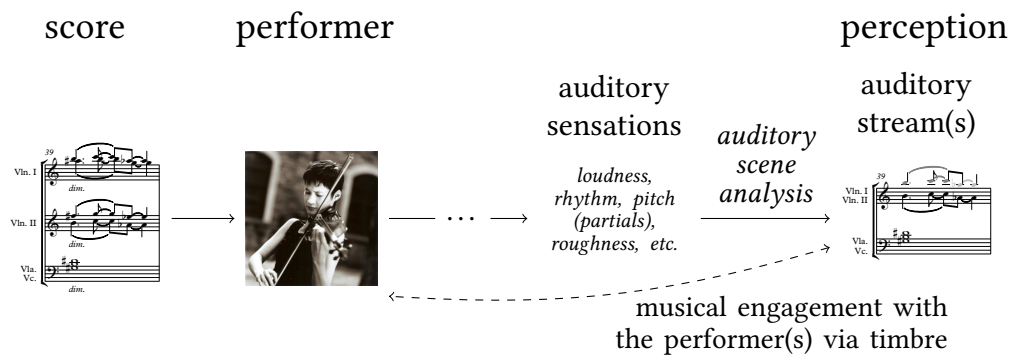 score
performer
perception
auditory
sensations
auditory
stream(s)
auditory
scene
analysis
39
Vln. I
dim.
Vln. II
dim.
Vla.
Vc.
dim.
...
loudness,
rhythm, pitch
(partials),
roughness, etc.
39
Vln. I
Vln. II
Vla.
Vc.
musical engagement with
the performer(s) via timbre